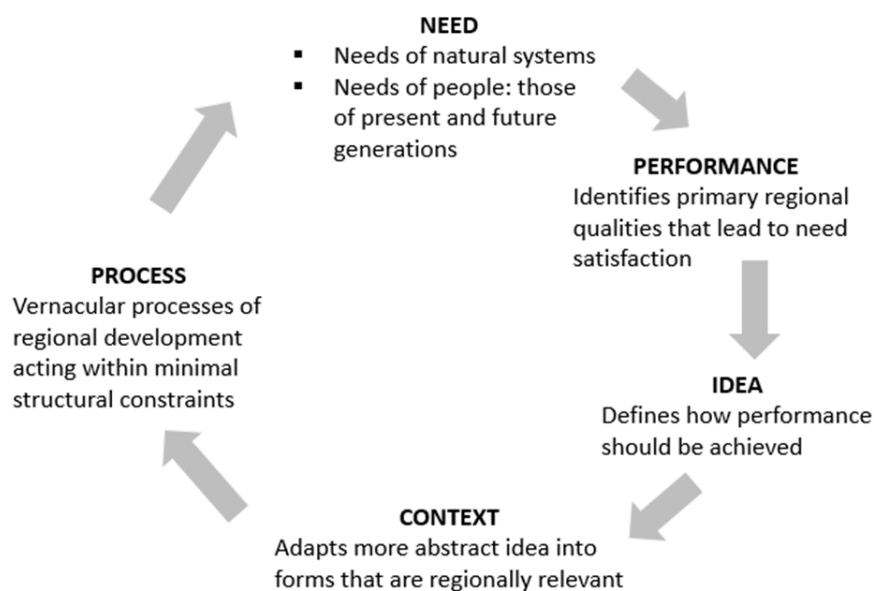 NEED
▪ Needs of natural systems
▪ Needs of people: those
of present and future
generations
PERFORMANCE
Identifies primary regional
qualities that lead to need
satisfaction
IDEA
Defines how performance
should be achieved
CONTEXT
Adapts more abstract idea into
forms that are regionally relevant
PROCESS
Vernacular processes of
regional development
acting within minimal
structural constraints